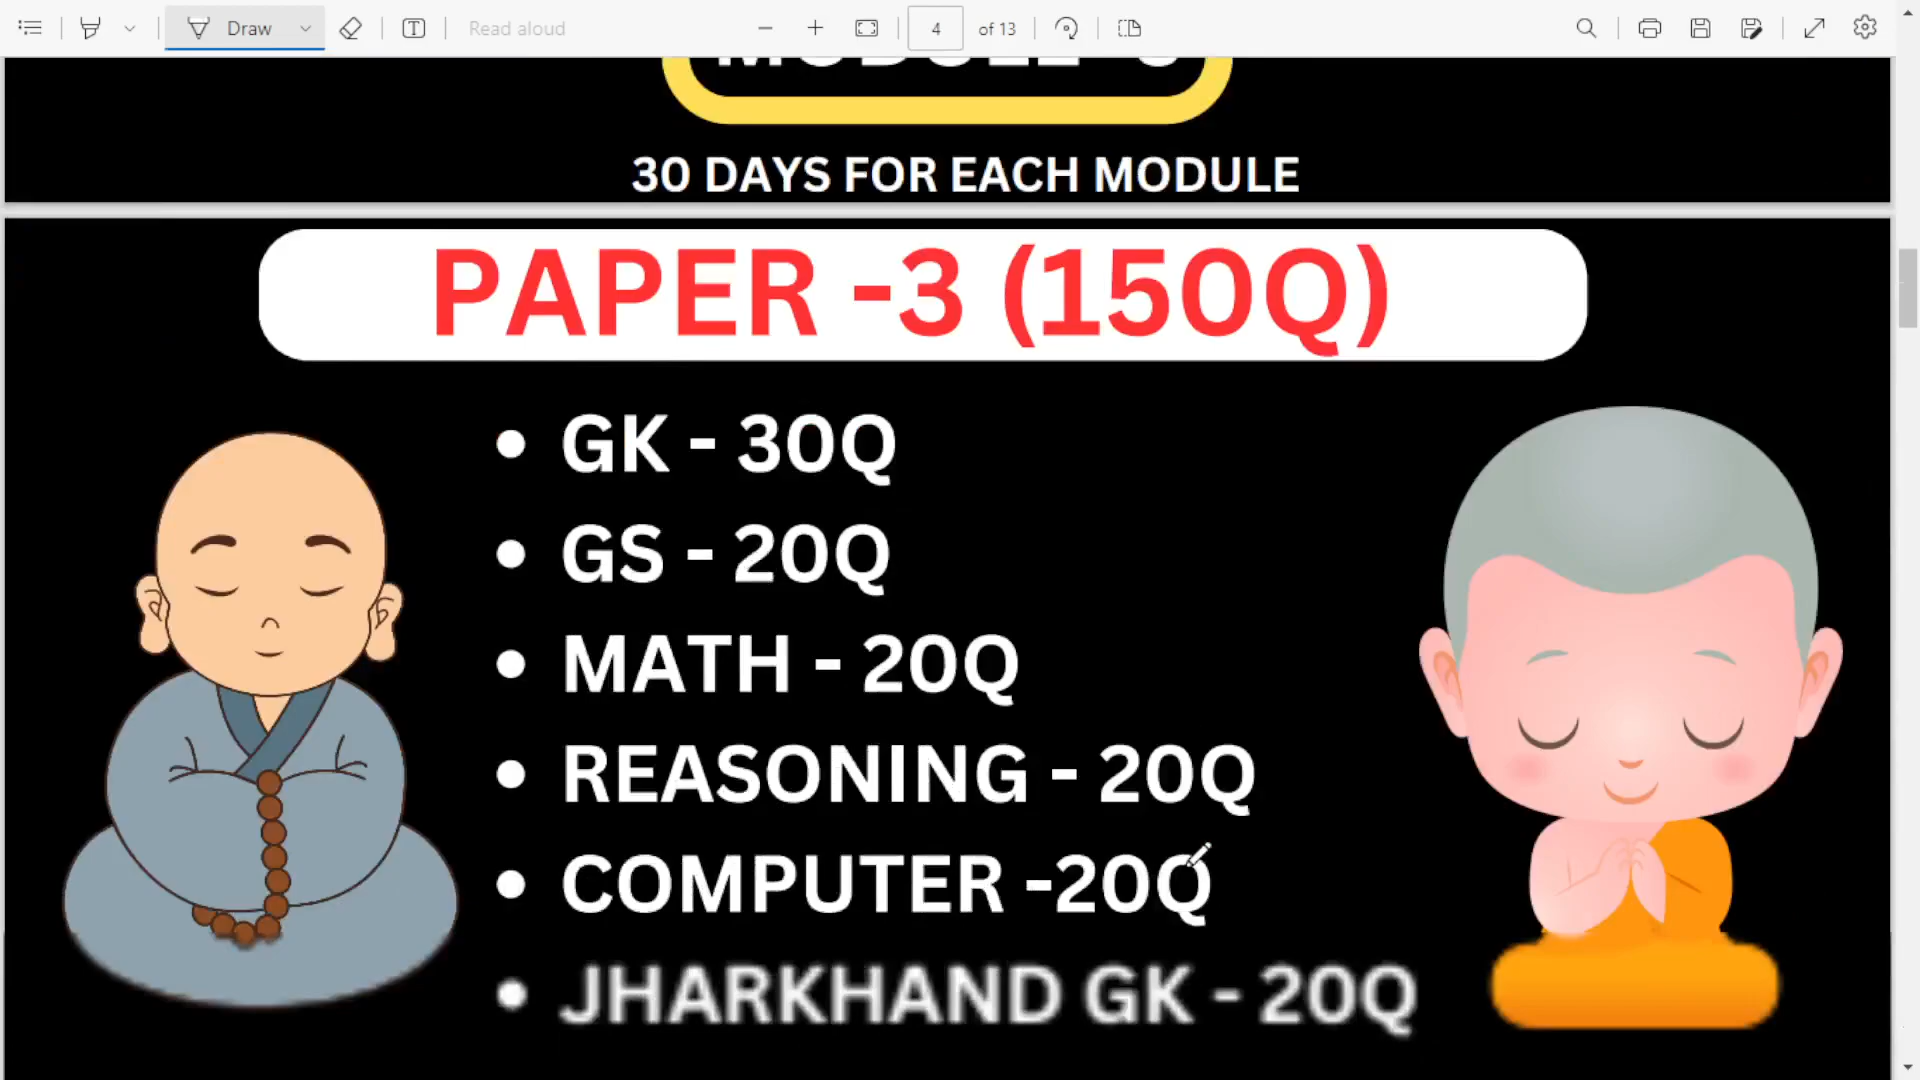 Draw
Read aloud
4 of 13
30 DAYS FOR EACH MODULE
PAPER -3 (150Q)
GK - 30Q
GS - 20Q
MATH - 20Q
REASONING - 20Q
COMPUTER -20Q
JHARKHAND GK - 20Q